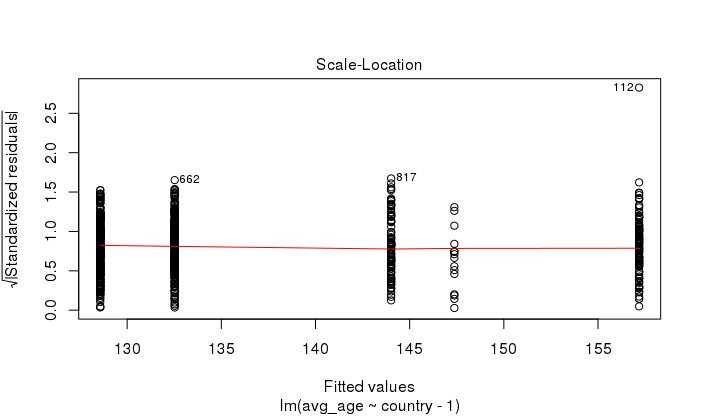 Scale-Location
√|Standardized residuals|
2.5
2.0
1.5
1.0
0.5
0.0
112
662
817
130 135 140 145 150 155
Fitted values
lm(avg_age ~ country - 1)